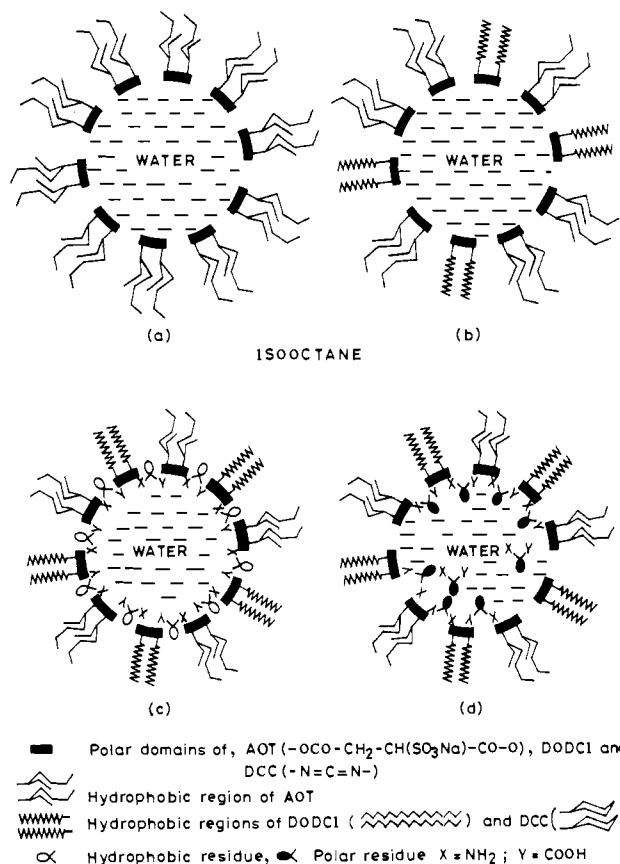 WATER
WATER
(a)
(b)
ISOOCTANE
WATER
WATER
(c)
(d)
Polar domains of, AOT (-OCO-CH₂-CH(SO₃Na)-CO-O), DODCl and
DCC (-N=C=N-)
Hydrophobic region of AOT
Hydrophobic regions of DODCl ( ) and DCC( )
Hydrophobic residue, Polar residue X = NH₂ ; Y = COOH